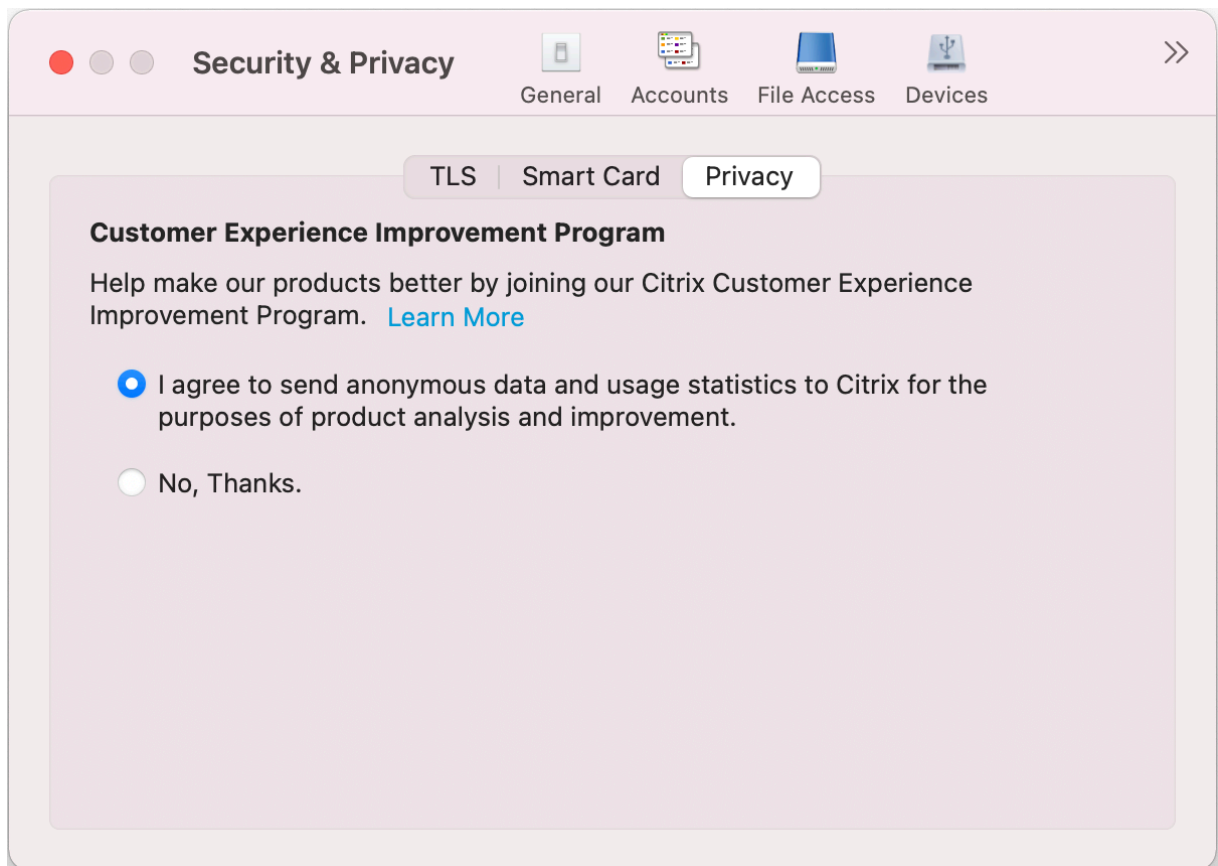 Security & Privacy
General
Accounts
File Access
Devices
TLS
Smart Card
Privacy
Customer Experience Improvement Program
Help make our products better by joining our Citrix Customer Experience
Improvement Program. Learn More
I agree to send anonymous data and usage statistics to Citrix for the
purposes of product analysis and improvement.
No, Thanks.